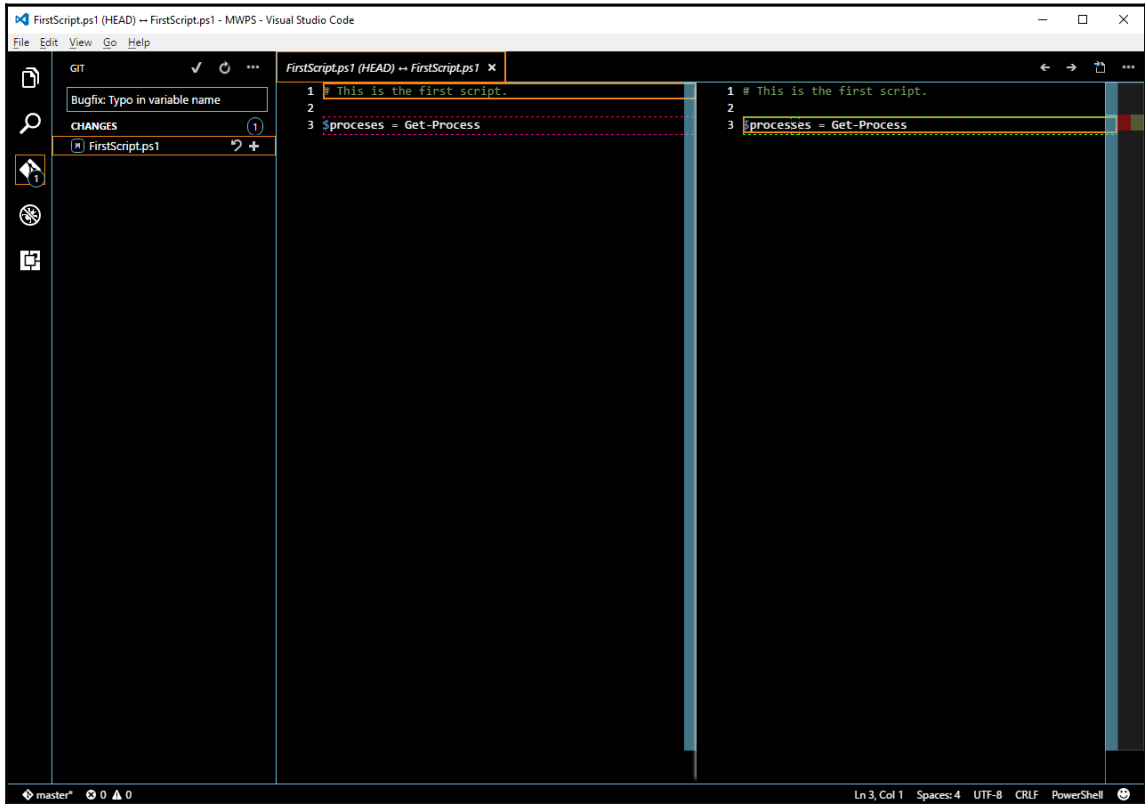 FirstScript.ps1 (HEAD) ↔ FirstScript.ps1 - MWPS - Visual Studio Code
File Edit View Go Help
GIT
Bugfix: Typo in variable name
CHANGES 1
M FirstScript.ps1
1
FirstScript.ps1 (HEAD) ↔ FirstScript.ps1
1 # This is the first script.
2
3 $proceses = Get-Process
1 # This is the first script.
2
3 $processes = Get-Process
master* 0 0 Ln 3, Col 1 Spaces: 4 UTF-8 CRLF PowerShell